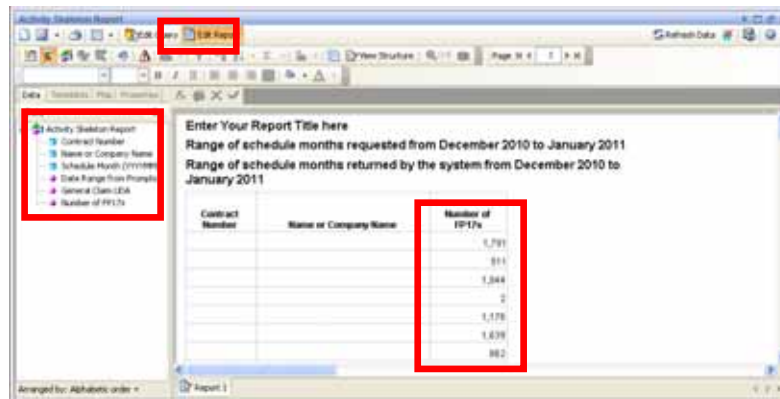 Activity Skeleton Report
Edit Query Edit Report Refresh Data
View Structure Page 1
Data Templates Map Properties
Activity Skeleton Report
Contract Number
Name or Company Name
Schedule Month
Date Range from Prompts
General Claim UDA
Number of FP17s
Enter Your Report Title here
Range of schedule months requested from December 2010 to January 2011
Range of schedule months returned by the system from December 2010 to
January 2011
Contract Number
Name or Company Name
Number of FP17s
511
1,044
2
1,178
1,639
Arranged by: Alphabetic order
Report 1